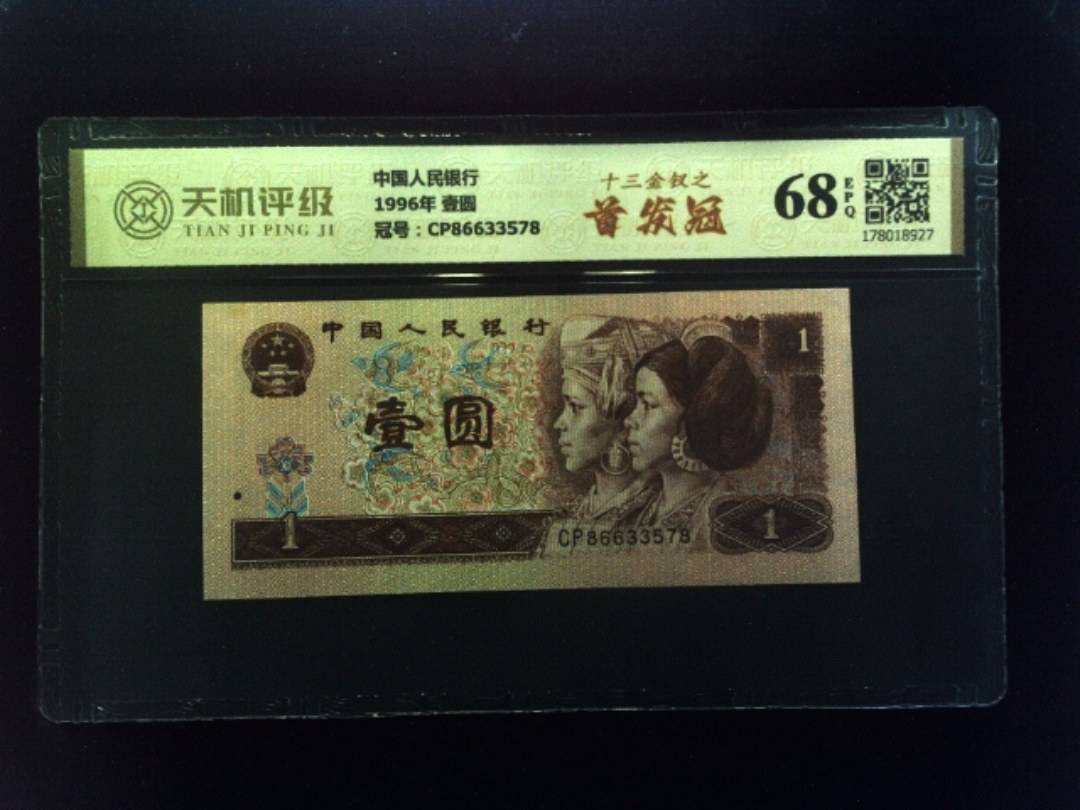 天机评级
TIAN JI PING JI
中国人民银行
1996年 壹圆
冠号：CP86633578
十三金钗之
首发冠
68
EPQ
178018927
中国人民银行
1
壹圆
1
CP86633578
1